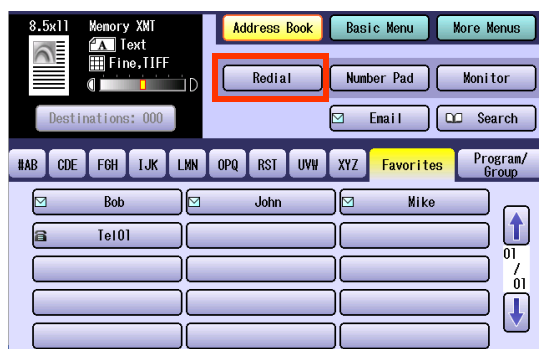 8.5x11 Memory XMT
A Text
Fine,TIFF
D
Destinations: 000
Address Book Basic Menu More Menus
Redial Number Pad Monitor
Email Search
#AB CDE FGH IJK LMN OPQ RST UVW XYZ Favorites Program/
Group
Bob John Mike
Tel01
01
/
01